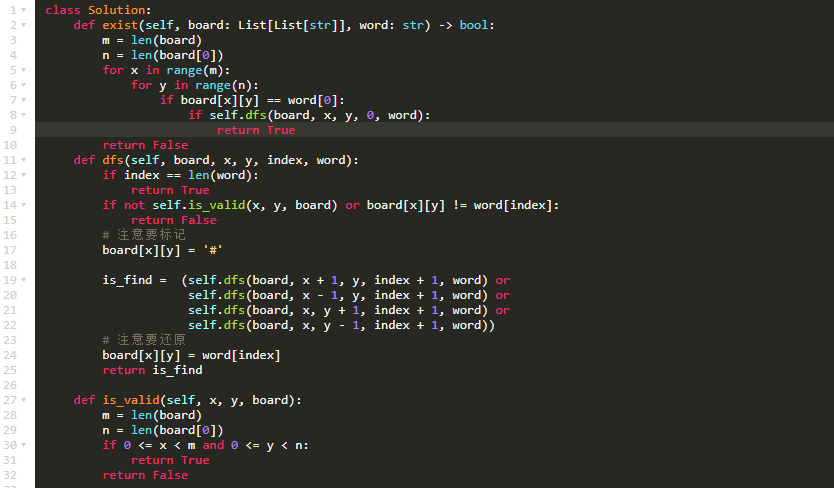 1 class Solution:
2     def exist(self, board: List[List[str]], word: str) -> bool:
3         m = len(board)
4         n = len(board[0])
5         for x in range(m):
6             for y in range(n):
7                 if board[x][y] == word[0]:
8                     if self.dfs(board, x, y, 0, word):
9                         return True
10         return False
11     def dfs(self, board, x, y, index, word):
12         if index == len(word):
13             return True
14         if not self.is_valid(x, y, board) or board[x][y] != word[index]:
15             return False
16         # 注意要标记
17         board[x][y] = '#'
18
19         is_find =  (self.dfs(board, x + 1, y, index + 1, word) or
20                     self.dfs(board, x - 1, y, index + 1, word) or
21                     self.dfs(board, x, y + 1, index + 1, word) or
22                     self.dfs(board, x, y - 1, index + 1, word))
23         # 注意要还原
24         board[x][y] = word[index]
25         return is_find
26
27     def is_valid(self, x, y, board):
28         m = len(board)
29         n = len(board[0])
30         if 0 <= x < m and 0 <= y < n:
31             return True
32         return False